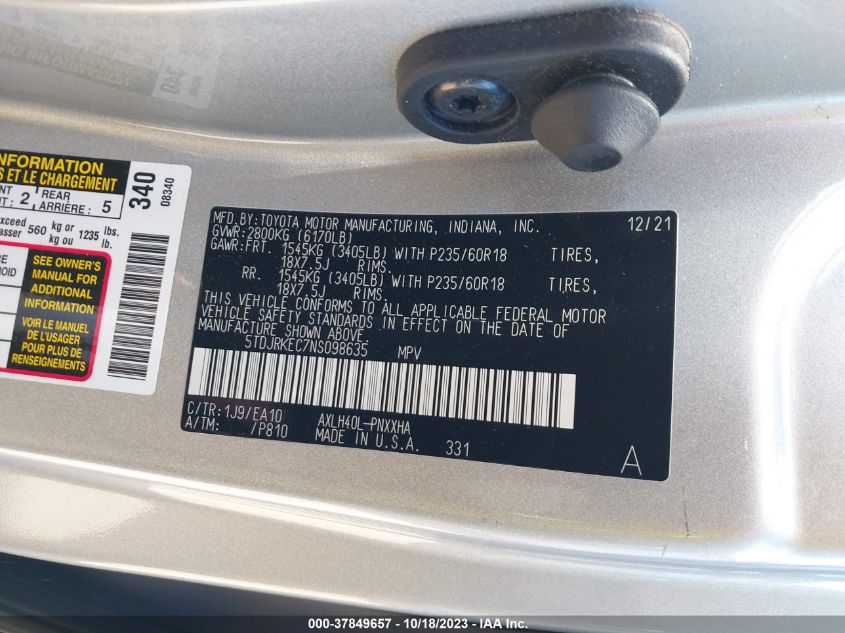 INFORMATION
S ET LE CHARGEMENT
2 REAR
ARRIÈRE: 5
340
08340
560 kg or 1235 lbs.
kg ou lb.
SEE OWNER'S
MANUAL FOR
ADDITIONAL
INFORMATION
VOIR LE MANUEL
DE L'USAGER
POUR PLUS DE
RENSEIGNEMENTS
MFD.BY:TOYOTA MOTOR MANUFACTURING, INDIANA, INC. 12/21
GVWR:2800KG (6170LB)
GAWR:FRT. 1545KG (3405LB) WITH P235/60R18 TIRES,
18X7.5J RIMS.
RR. 1545KG (3405LB) WITH P235/60R18 TIRES,
18X7.5J RIMS.
THIS VEHICLE CONFORMS TO ALL APPLICABLE FEDERAL MOTOR
VEHICLE SAFETY STANDARDS IN EFFECT ON THE DATE OF
MANUFACTURE SHOWN ABOVE.
5TDJRKEC7NS098635 MPV
C/TR:1J9/EA10 AXLH40L-PNXXHA
A/TM: /P810 MADE IN U.S.A. 331
A
000-37849657 - 10/18/2023 - IAA Inc.